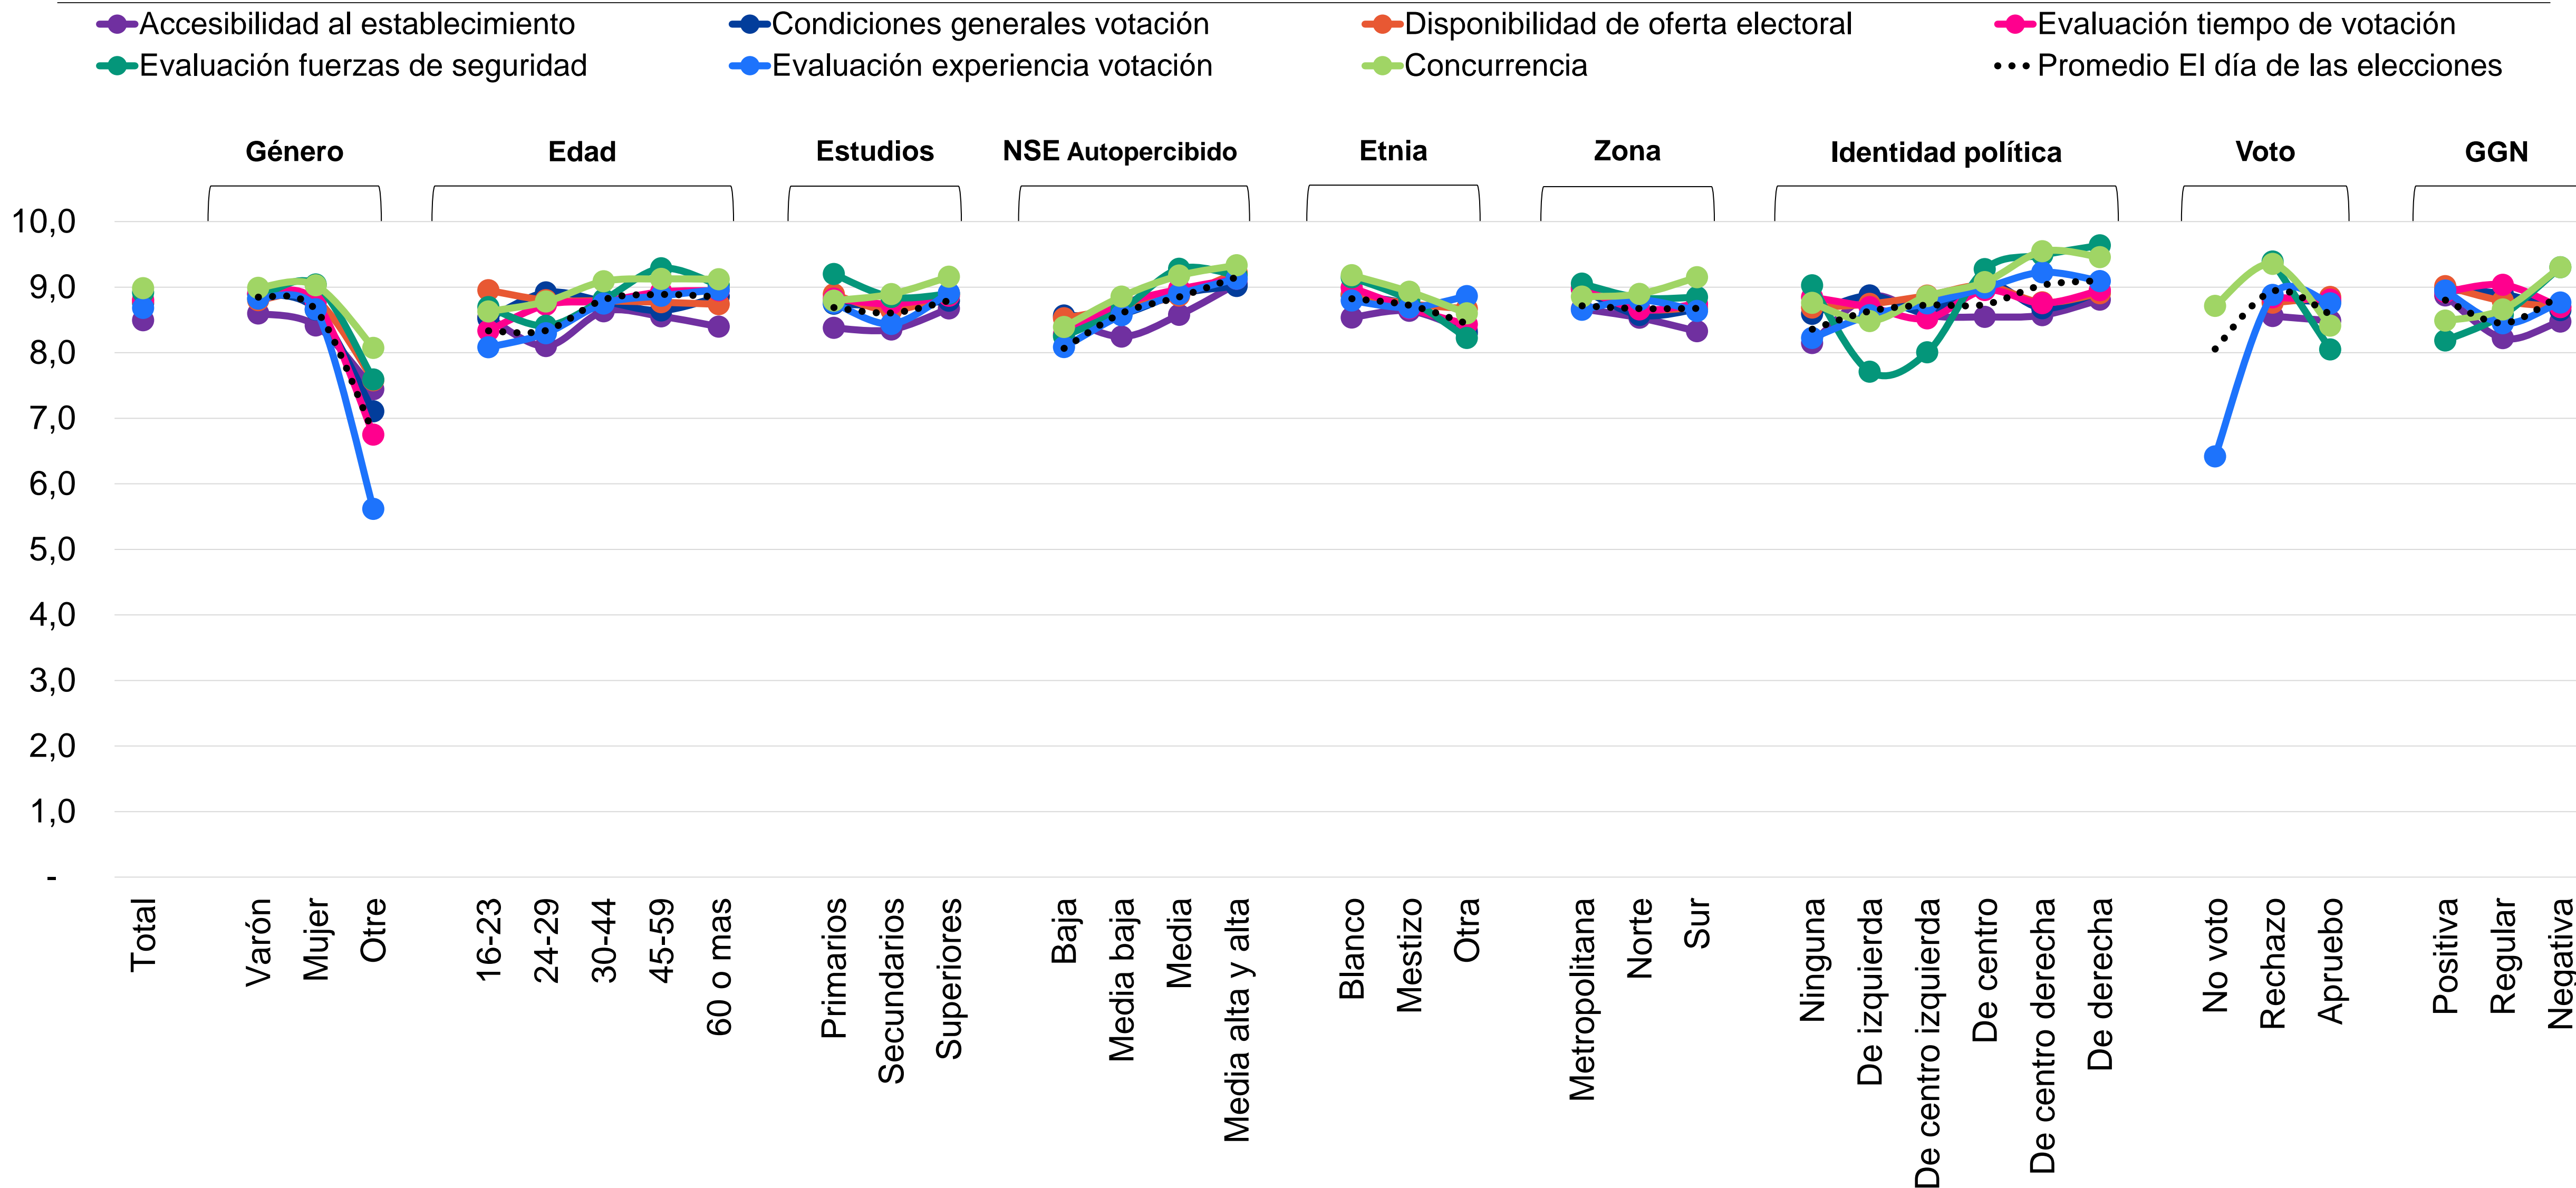 Accesibilidad al establecimiento Condiciones generales votación Disponibilidad de oferta electoral Evaluación tiempo de votación
Evaluación fuerzas de seguridad Evaluación experiencia votación Concurrencia Promedio El día de las elecciones
Género Edad Estudios NSE Autopercibido Etnia Zona Identidad política Voto GGN
10,0
9,0
8,0
7,0
6,0
5,0
4,0
3,0
2,0
1,0
-
Total
Varón
Mujer
Otre
16-23
24-29
30-44
45-59
60 o mas
Primarios
Secundarios
Superiores
Baja
Media baja
Media
Media alta y alta
Blanco
Mestizo
Otra
Metropolitana
Norte
Sur
Ninguna
De izquierda
De centro izquierda
De centro
De centro derecha
De derecha
No voto
Rechazo
Apruebo
Positiva
Regular
Negativa